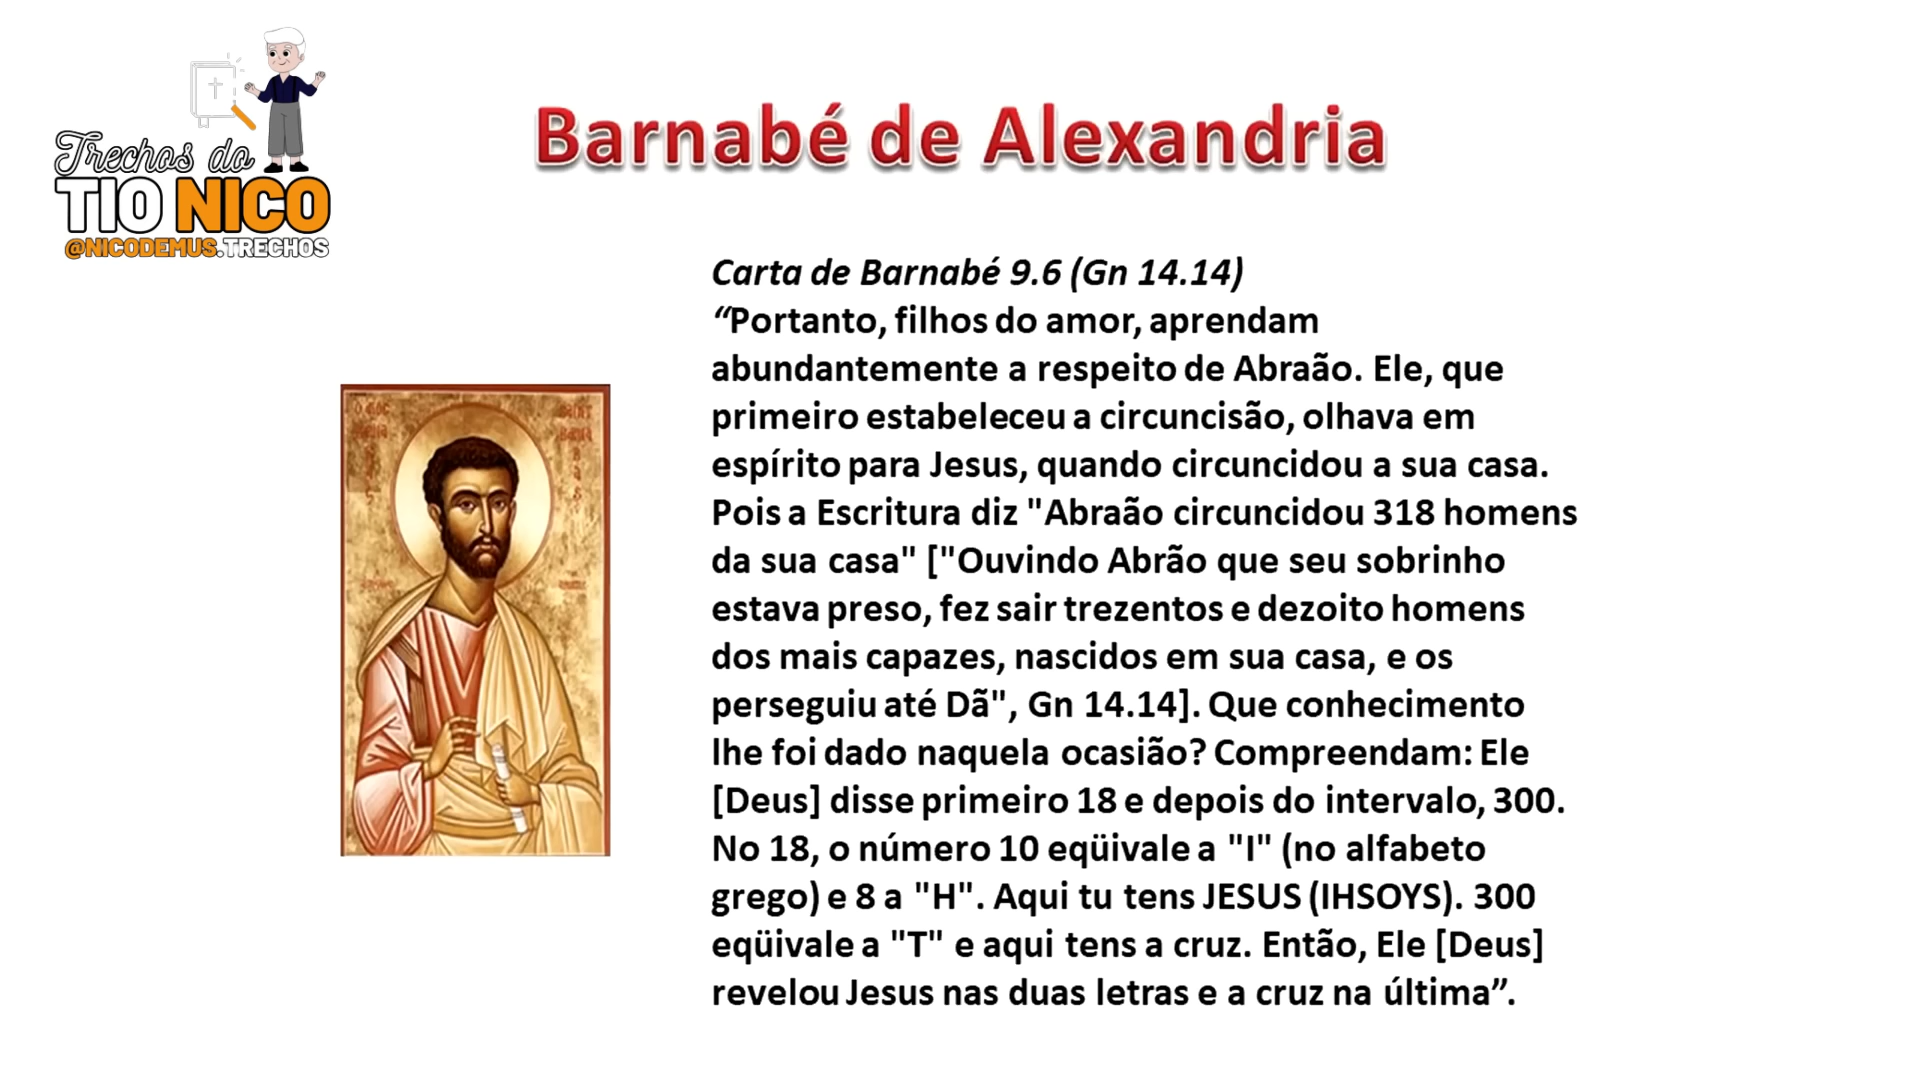 Trechos do
TIO NICO
@NICODEMUS.TRECHOS
Barnabé de Alexandria
Carta de Barnabé 9.6 (Gn 14.14)
“Portanto, filhos do amor, aprendam
abundantemente a respeito de Abraão. Ele, que
primeiro estabeleceu a circuncisão, olhava em
espírito para Jesus, quando circuncidou a sua casa.
Pois a Escritura diz "Abraão circuncidou 318 homens
da sua casa" ["Ouvindo Abrão que seu sobrinho
estava preso, fez sair trezentos e dezoito homens
dos mais capazes, nascidos em sua casa, e os
perseguiu até Dã", Gn 14.14]. Que conhecimento
lhe foi dado naquela ocasião? Compreendam: Ele
[Deus] disse primeiro 18 e depois do intervalo, 300.
No 18, o número 10 eqüivale a "I" (no alfabeto
grego) e 8 a "H". Aqui tu tens JESUS (IHSOYS). 300
eqüivale a "T" e aqui tens a cruz. Então, Ele [Deus]
revelou Jesus nas duas letras e a cruz na última”.